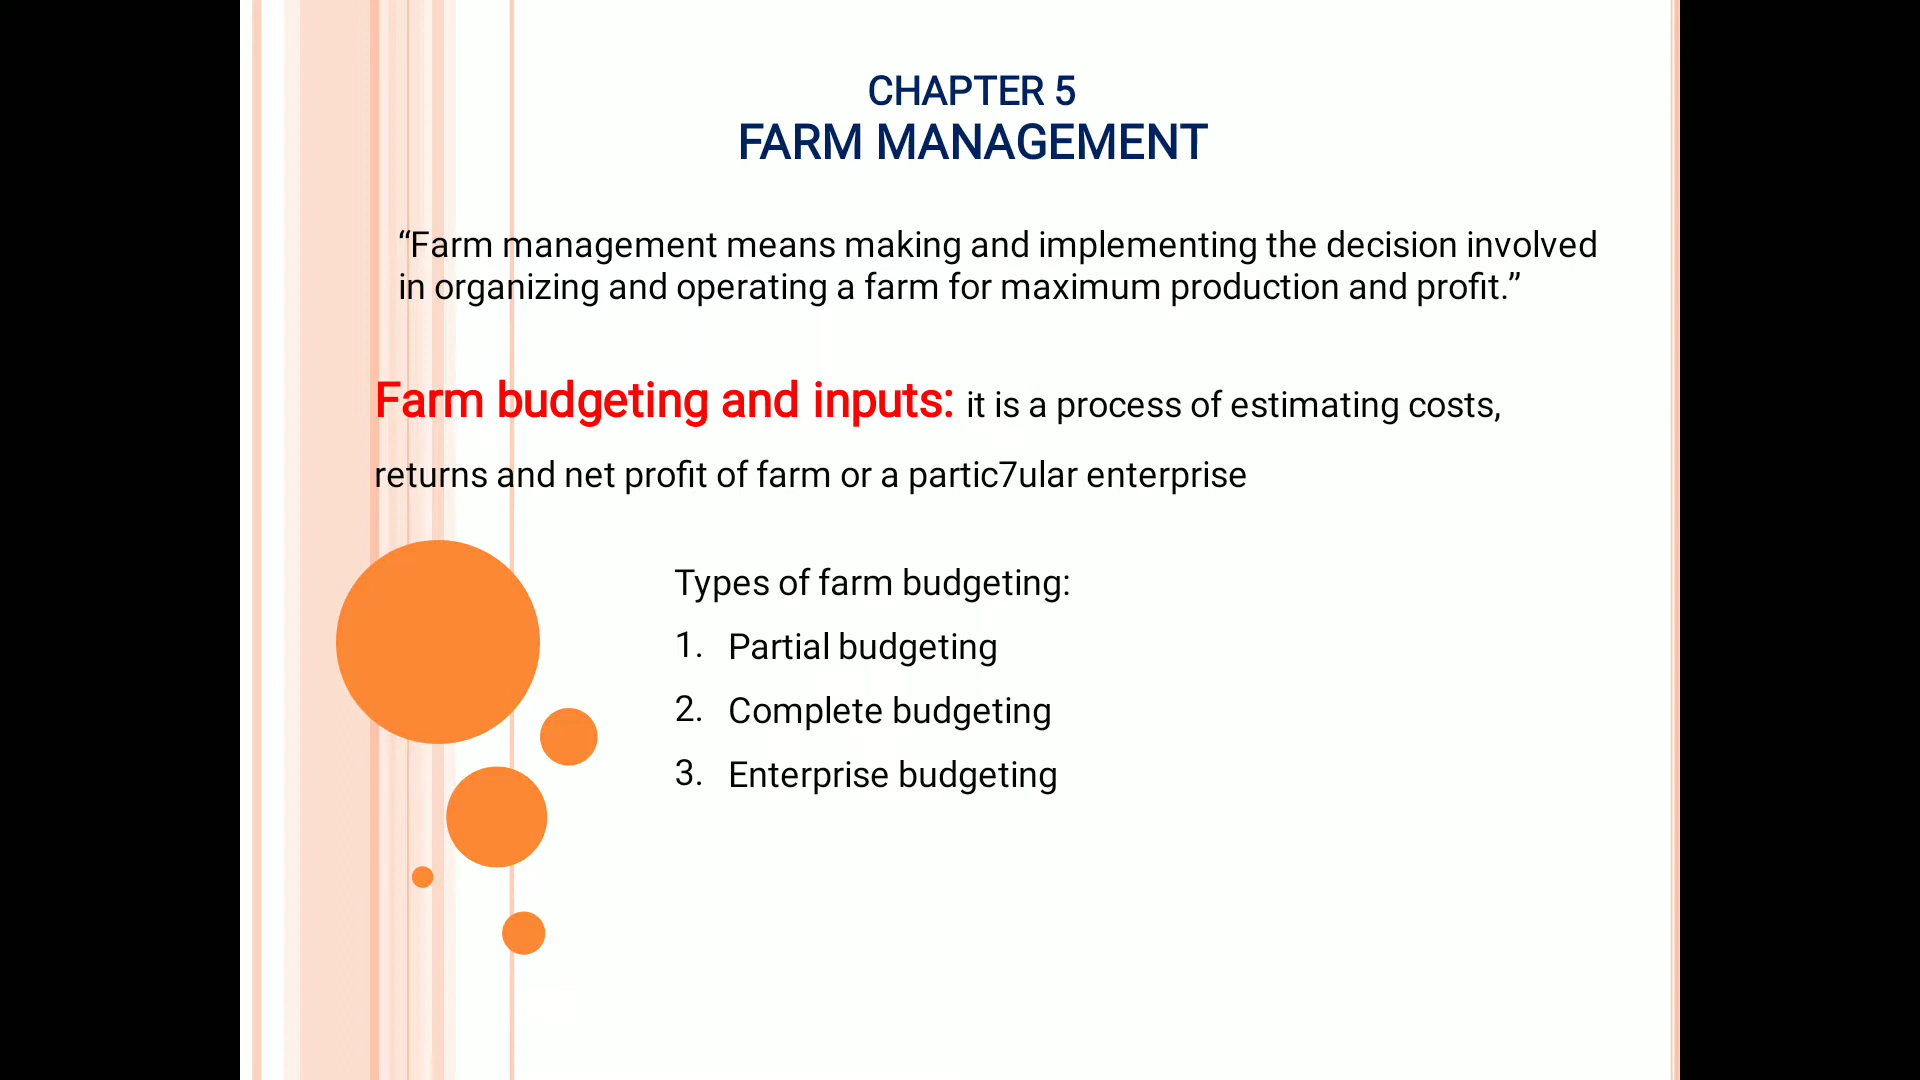 CHAPTER 5
FARM MANAGEMENT
“Farm management means making and implementing the decision involved
in organizing and operating a farm for maximum production and profit.”
Farm budgeting and inputs: it is a process of estimating costs,
returns and net profit of farm or a partic7ular enterprise
Types of farm budgeting:
1. Partial budgeting
2. Complete budgeting
3. Enterprise budgeting